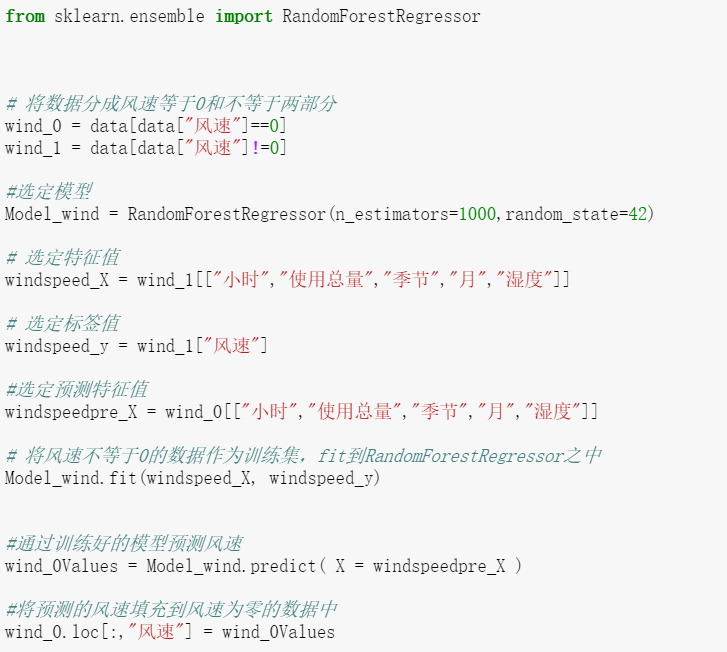 from sklearn.ensemble import RandomForestRegressor
# 将数据分成风速等于0和不等于两部分
wind_0 = data[data["风速"]==0]
wind_1 = data[data["风速"]!=0]
#选定模型
Model_wind = RandomForestRegressor(n_estimators=1000,random_state=42)
# 选定特征值
windspeed_X = wind_1[["小时","使用总量","季节","月","湿度"]]
# 选定标签值
windspeed_y = wind_1["风速"]
#选定预测特征值
windspeedpre_X = wind_0[["小时","使用总量","季节","月","湿度"]]
# 将风速不等于0的数据作为训练集，fit到RandomForestRegressor之中
Model_wind.fit(windspeed_X, windspeed_y)
#通过训练好的模型预测风速
wind_0Values = Model_wind.predict( X = windspeedpre_X )
#将预测的风速填充到风速为零的数据中
wind_0.loc[:,"风速"] = wind_0Values